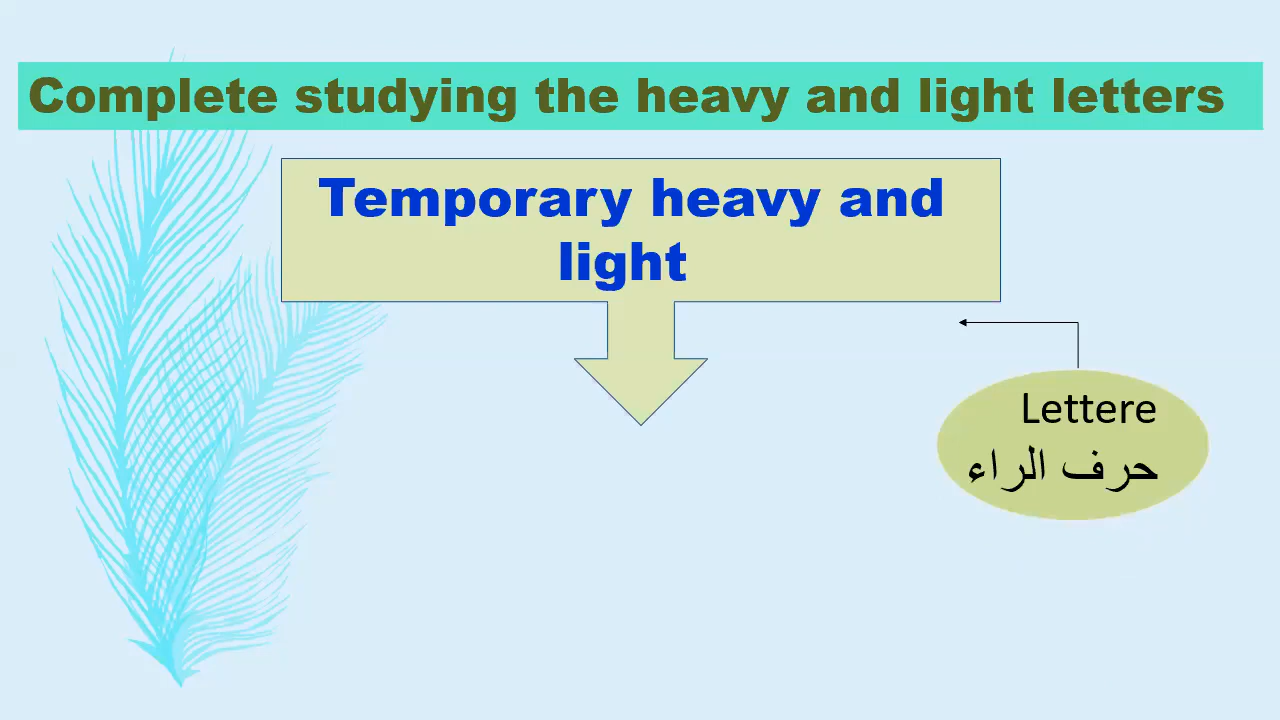 Complete studying the heavy and light letters
Temporary heavy and
light
Lettere
حرف الراء